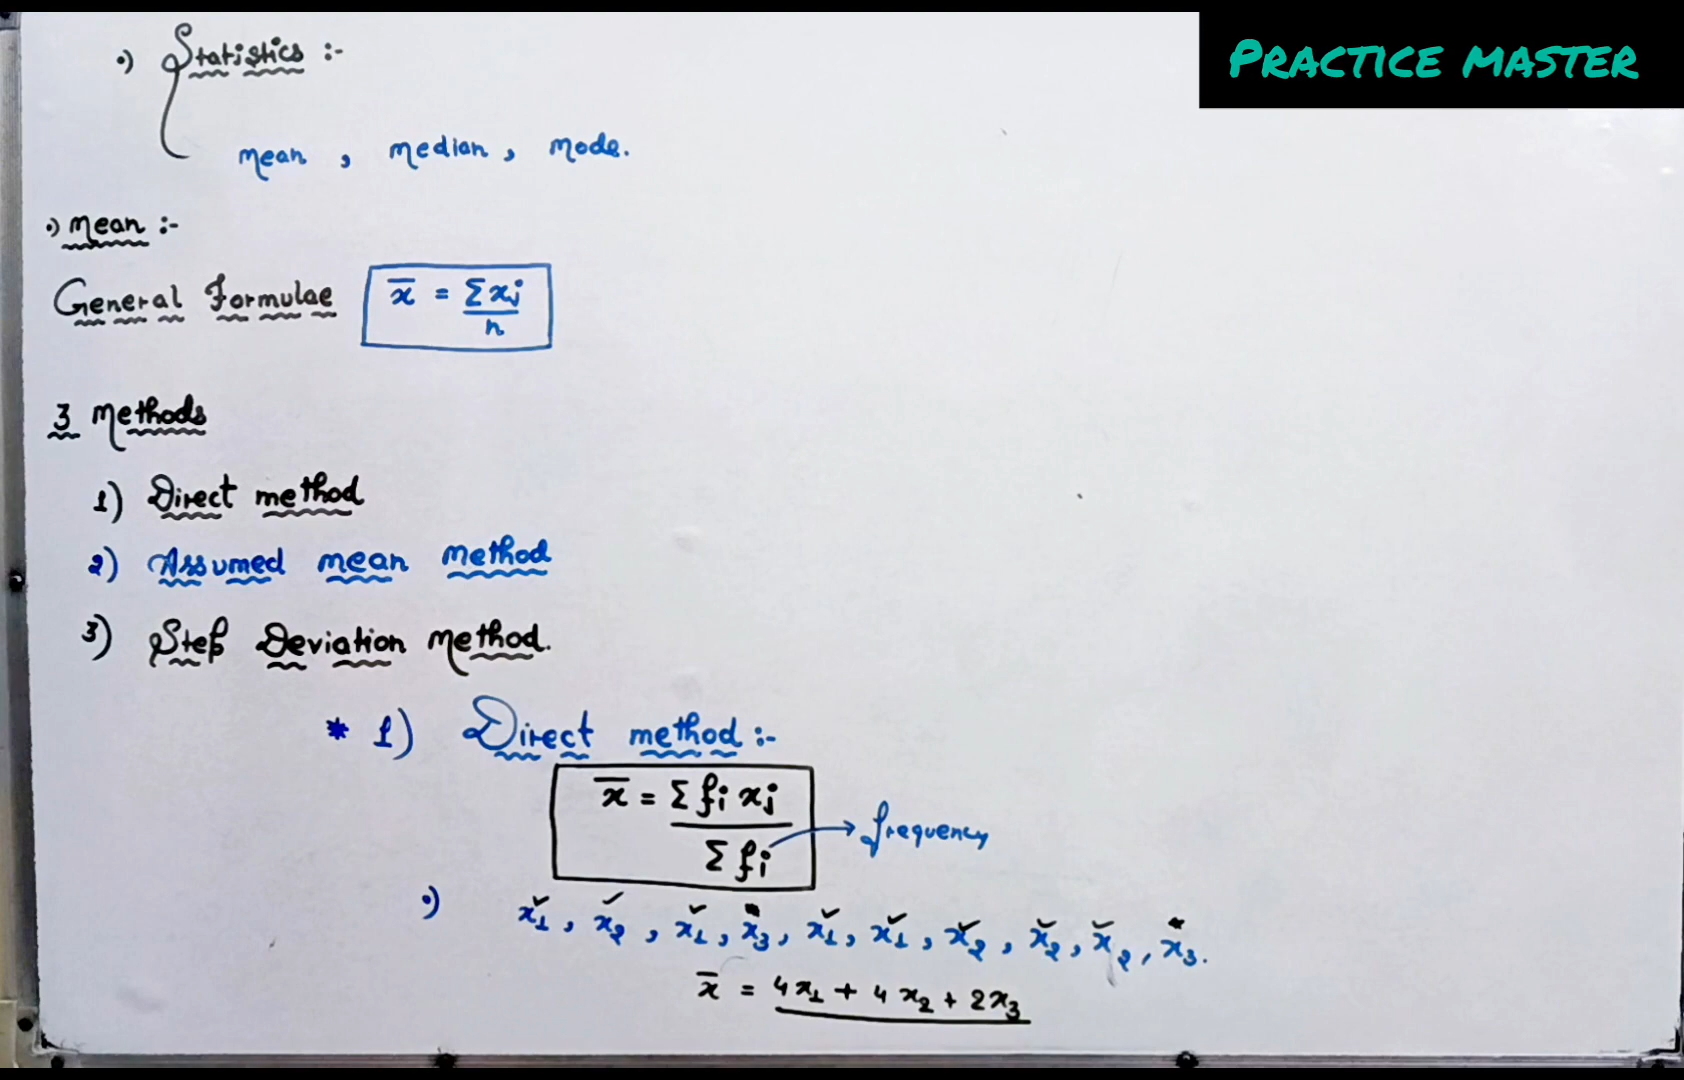 PRACTICE MASTER
•) Statistics :-
mean , median , mode.
•) mean :-
General Formulae x̄ = Σxi / n
3 methods
1) Direct method
2) Assumed mean method
3) Step Deviation method.
* 1) Direct method :-
x̄ = Σ fi xi / Σ fi → frequency
•) x1 , x2 , x1 , x3 , x1 , x1 , x2 , x2 , x2 , x3.
x̄ = 4x1 + 4x2 + 2x3